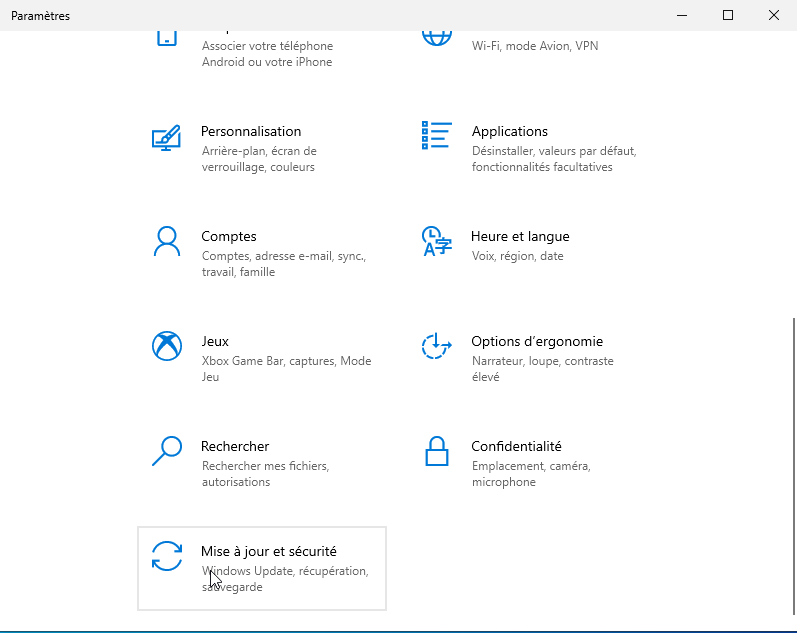 Paramètres
Associer votre téléphone
Android ou votre iPhone
Wi-Fi, mode Avion, VPN
Personnalisation
Arrière-plan, écran de
verrouillage, couleurs
Applications
Désinstaller, valeurs par défaut,
fonctionnalités facultatives
Comptes
Comptes, adresse e-mail, sync.,
travail, famille
Heure et langue
Voix, région, date
Jeux
Xbox Game Bar, captures, Mode
Jeu
Options d’ergonomie
Narrateur, loupe, contraste
élevé
Rechercher
Rechercher mes fichiers,
autorisations
Confidentialité
Emplacement, caméra,
microphone
Mise à jour et sécurité
Windows Update, récupération,
sauvegarde